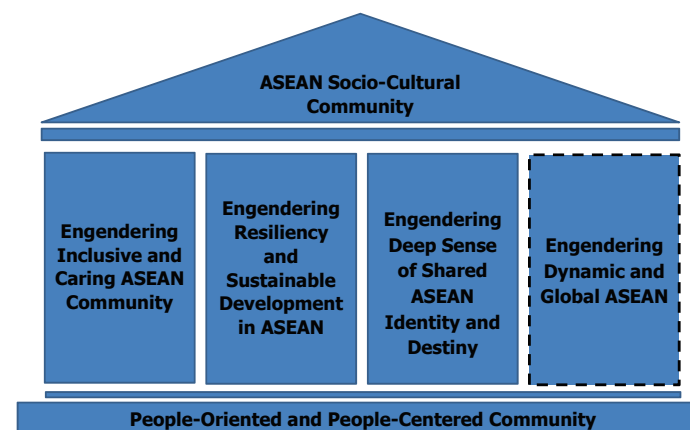 ASEAN Socio-Cultural
Community
Engendering
Inclusive and
Caring ASEAN
Community
Engendering
Resiliency
and
Sustainable
Development
in ASEAN
Engendering
Deep Sense
of Shared
ASEAN
Identity and
Destiny
Engendering
Dynamic and
Global ASEAN
People-Oriented and People-Centered Community